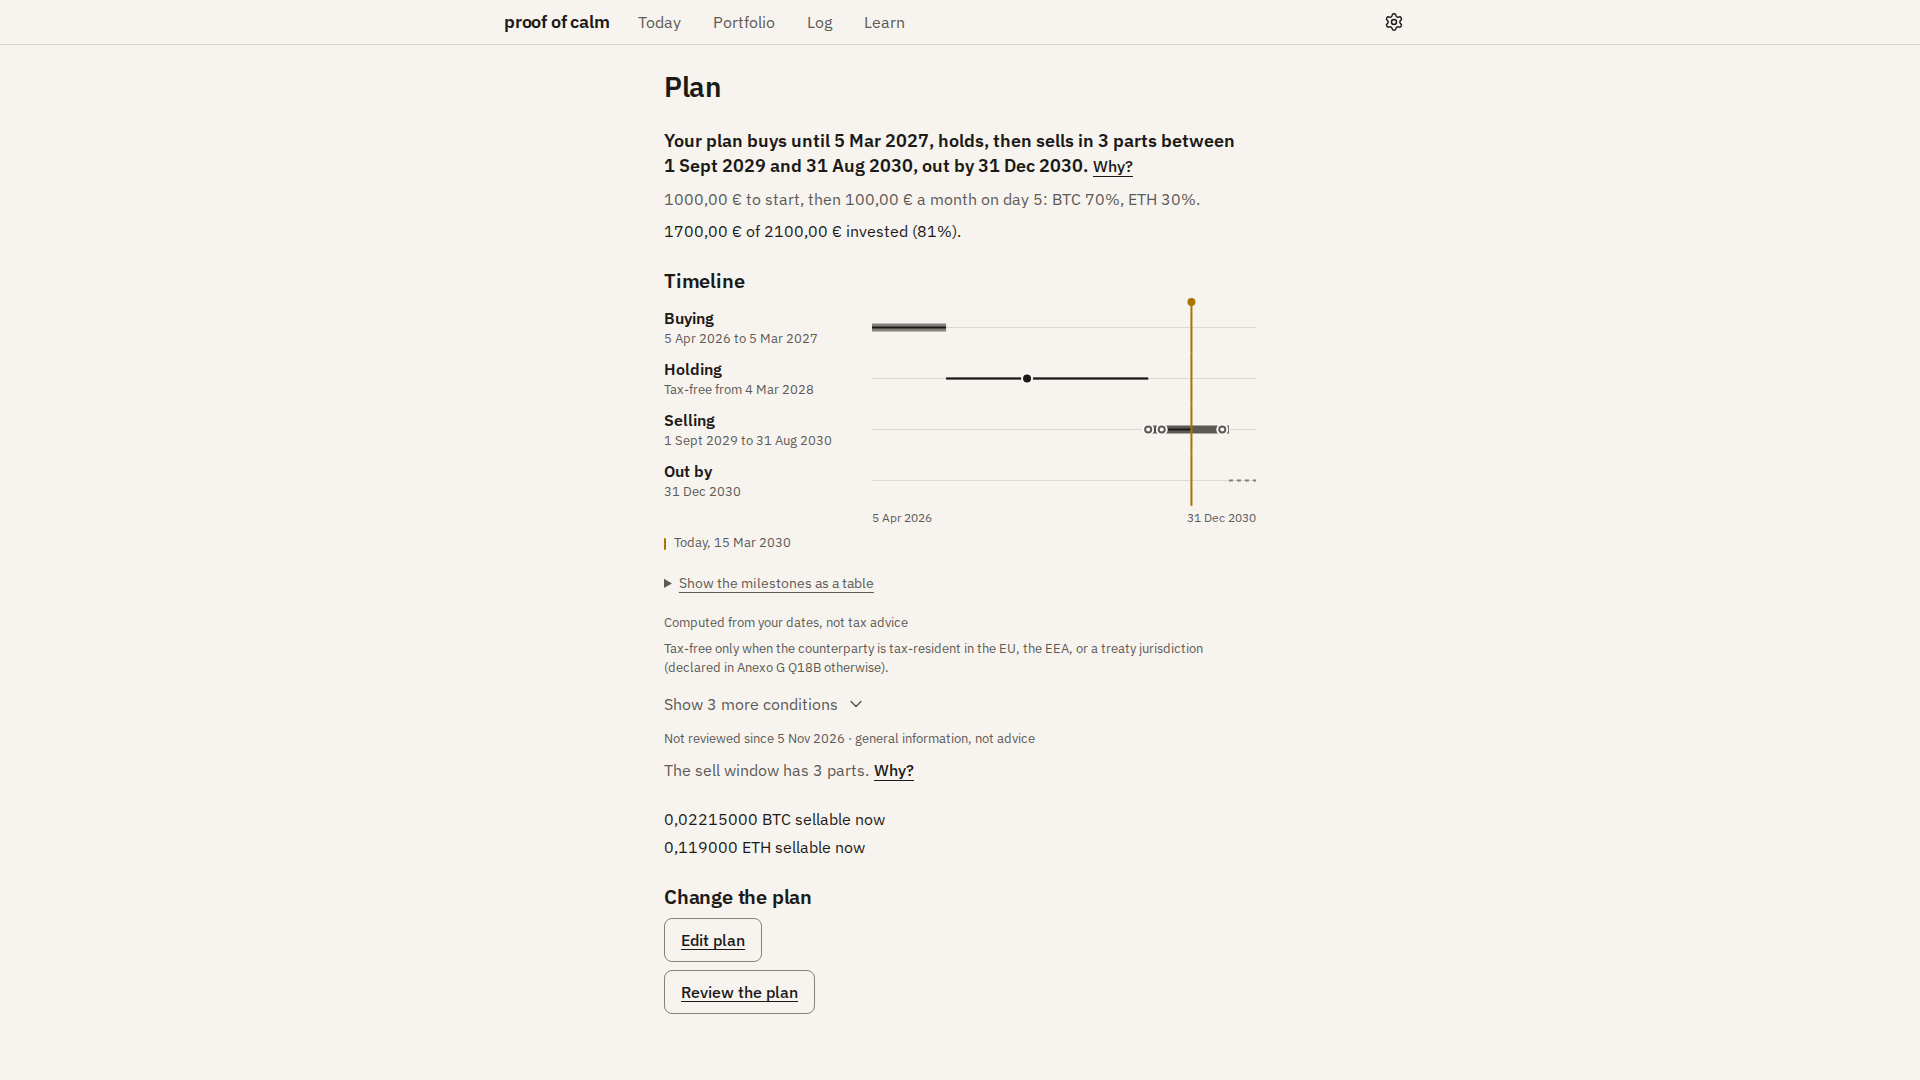 proof of calm Today Portfolio Log Learn
Plan
Your plan buys until 5 Mar 2027, holds, then sells in 3 parts between
1 Sept 2029 and 31 Aug 2030, out by 31 Dec 2030. Why?
1000,00 € to start, then 100,00 € a month on day 5: BTC 70%, ETH 30%.
1700,00 € of 2100,00 € invested (81%).
Timeline
Buying
5 Apr 2026 to 5 Mar 2027
Holding
Tax-free from 4 Mar 2028
Selling
1 Sept 2029 to 31 Aug 2030
Out by
31 Dec 2030
5 Apr 2026 31 Dec 2030
Today, 15 Mar 2030
Show the milestones as a table
Computed from your dates, not tax advice
Tax-free only when the counterparty is tax-resident in the EU, the EEA, or a treaty jurisdiction
(declared in Anexo G Q18B otherwise).
Show 3 more conditions
Not reviewed since 5 Nov 2026 · general information, not advice
The sell window has 3 parts. Why?
0,02215000 BTC sellable now
0,119000 ETH sellable now
Change the plan
Edit plan
Review the plan